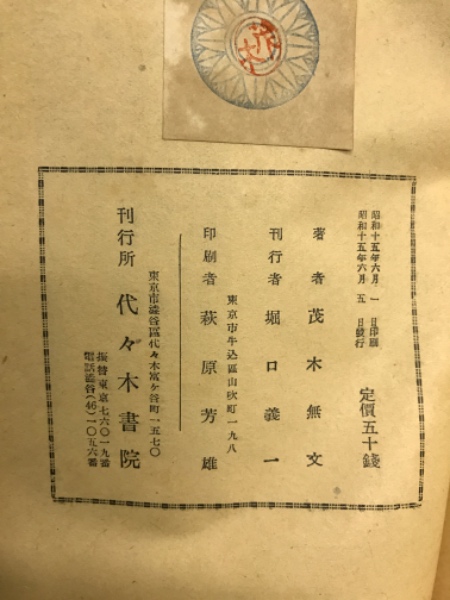 昭和十五年六月 一 日印刷
昭和十五年六月 五 日發行
定價五十錢
著者 茂木無文
刊行者 堀口義一
東京市牛込區山吹町一九八
印刷者 萩原芳雄
東京市澁谷區代々木富ケ谷町一五七〇
刊行所 代々木書院
振替東京七六〇一九番
電話澁谷(46)一〇五六番